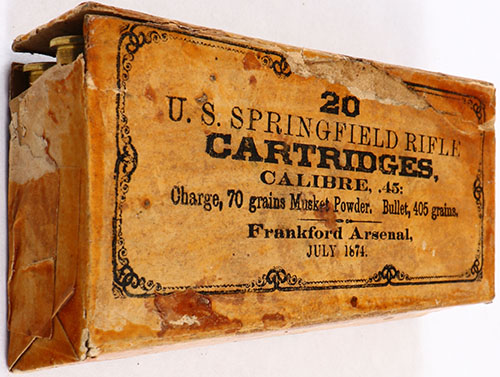 20
U. S. SPRINGFIELD RIFLE
CARTRIDGES,
CALIBRE, .45:
Charge, 70 grains Musket Powder. Bullet, 405 grains.
Frankford Arsenal,
JULY 1874.